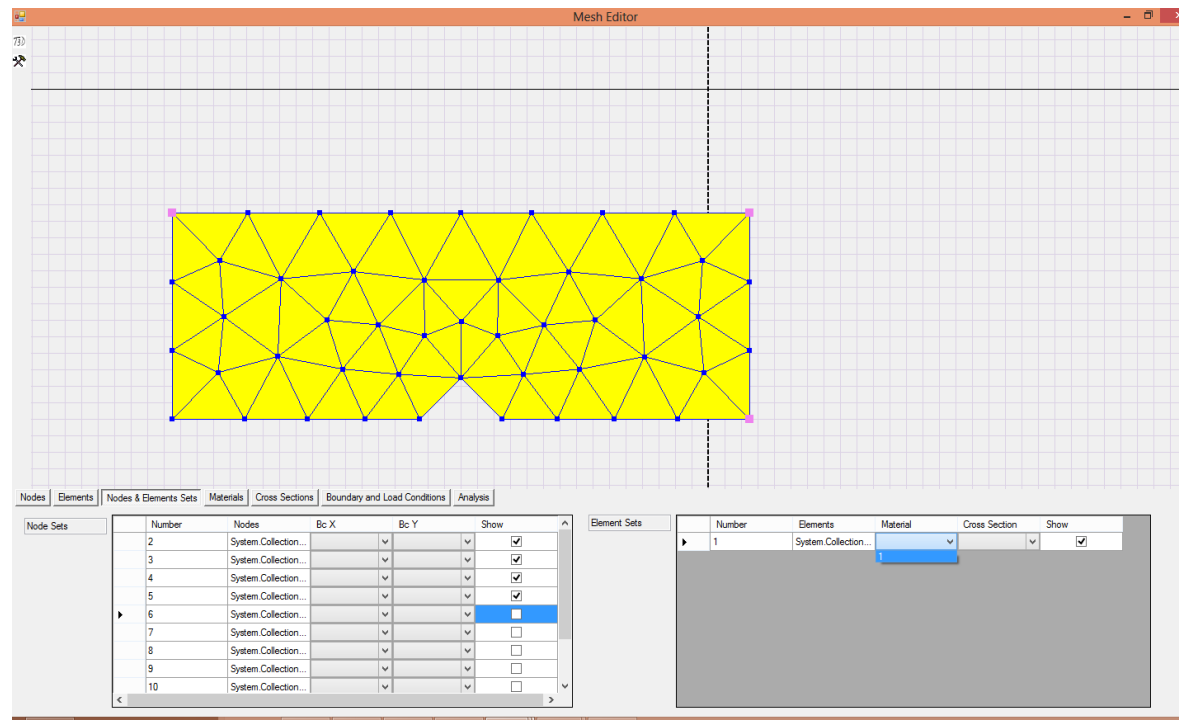 Mesh Editor
Nodes Elements Nodes & Elements Sets Materials Cross Sections Boundary and Load Conditions Analysis
Node Sets
Number Nodes Bc X Bc Y Show
2 System.Collection...
3 System.Collection...
4 System.Collection...
5 System.Collection...
6 System.Collection...
7 System.Collection...
8 System.Collection...
9 System.Collection...
10 System.Collection...
Element Sets
Number Elements Material Cross Section Show
1 System.Collection...
1